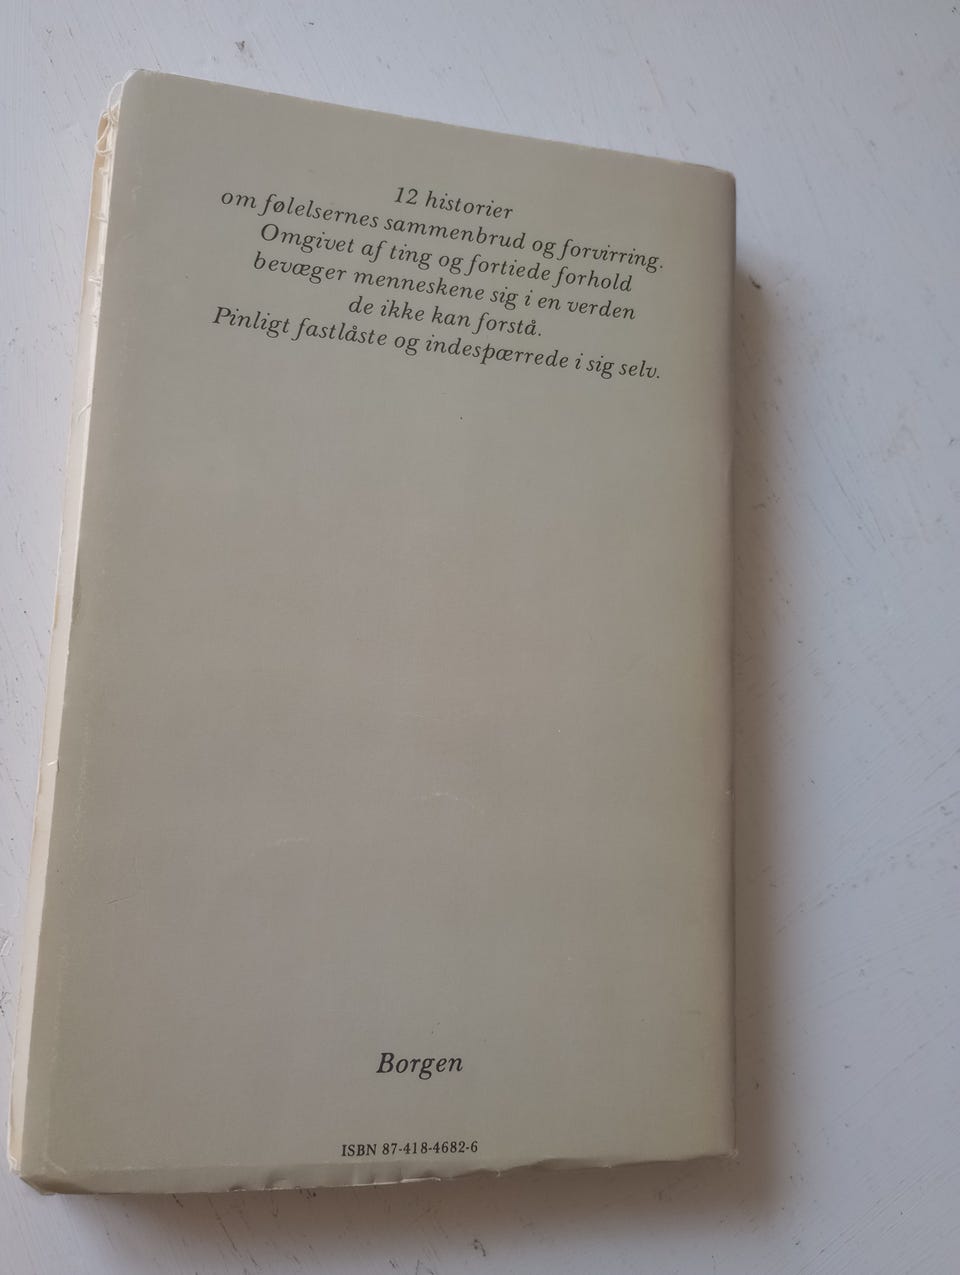 12 historier
om følelsernes sammenbrud og forvirring.
Omgivet af ting og fortiede forhold
bevæger menneskene sig i en verden
de ikke kan forstå.
Pinligt fastlåste og indespærrede i sig selv.
Borgen
ISBN 87-418-4682-6